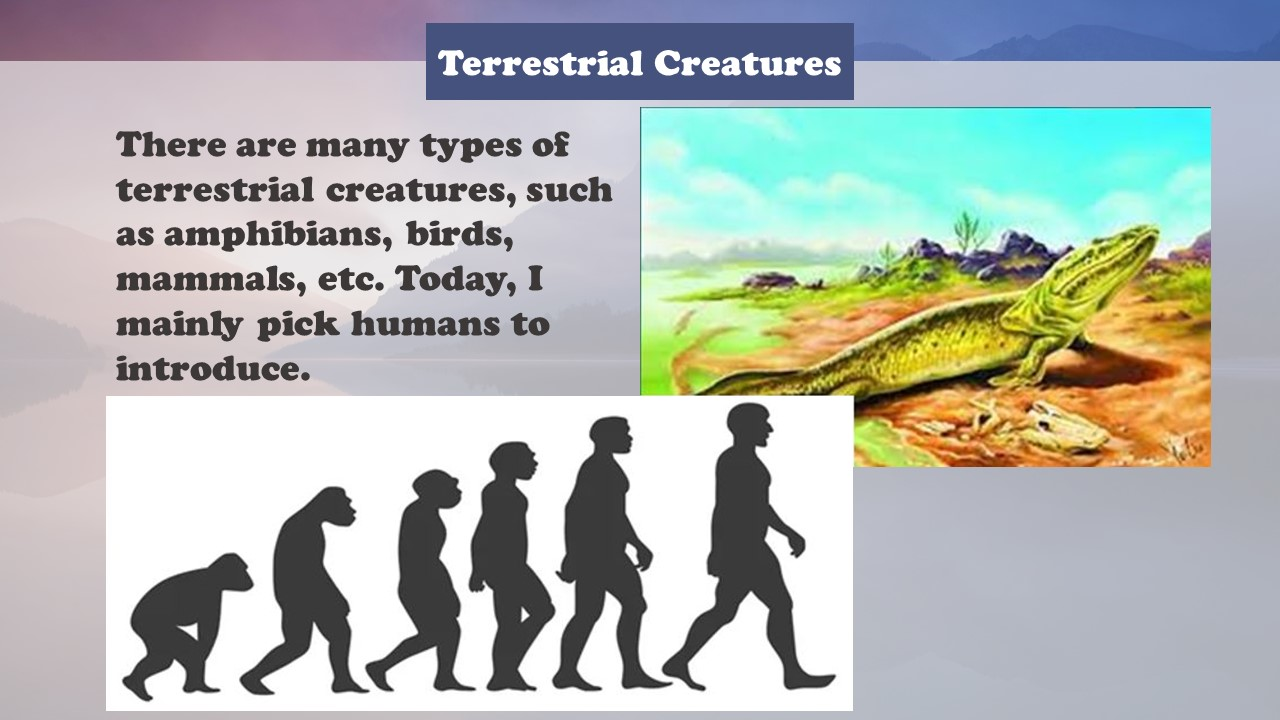 Terrestrial Creatures
There are many types of
terrestrial creatures, such
as amphibians, birds,
mammals, etc. Today, I
mainly pick humans to
introduce.